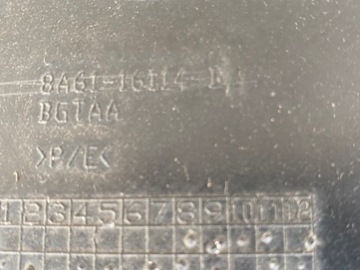 8A61-16114-
BGTAA
>P/E<
1 2 3 4 5 6 7 8 9 10 11 12